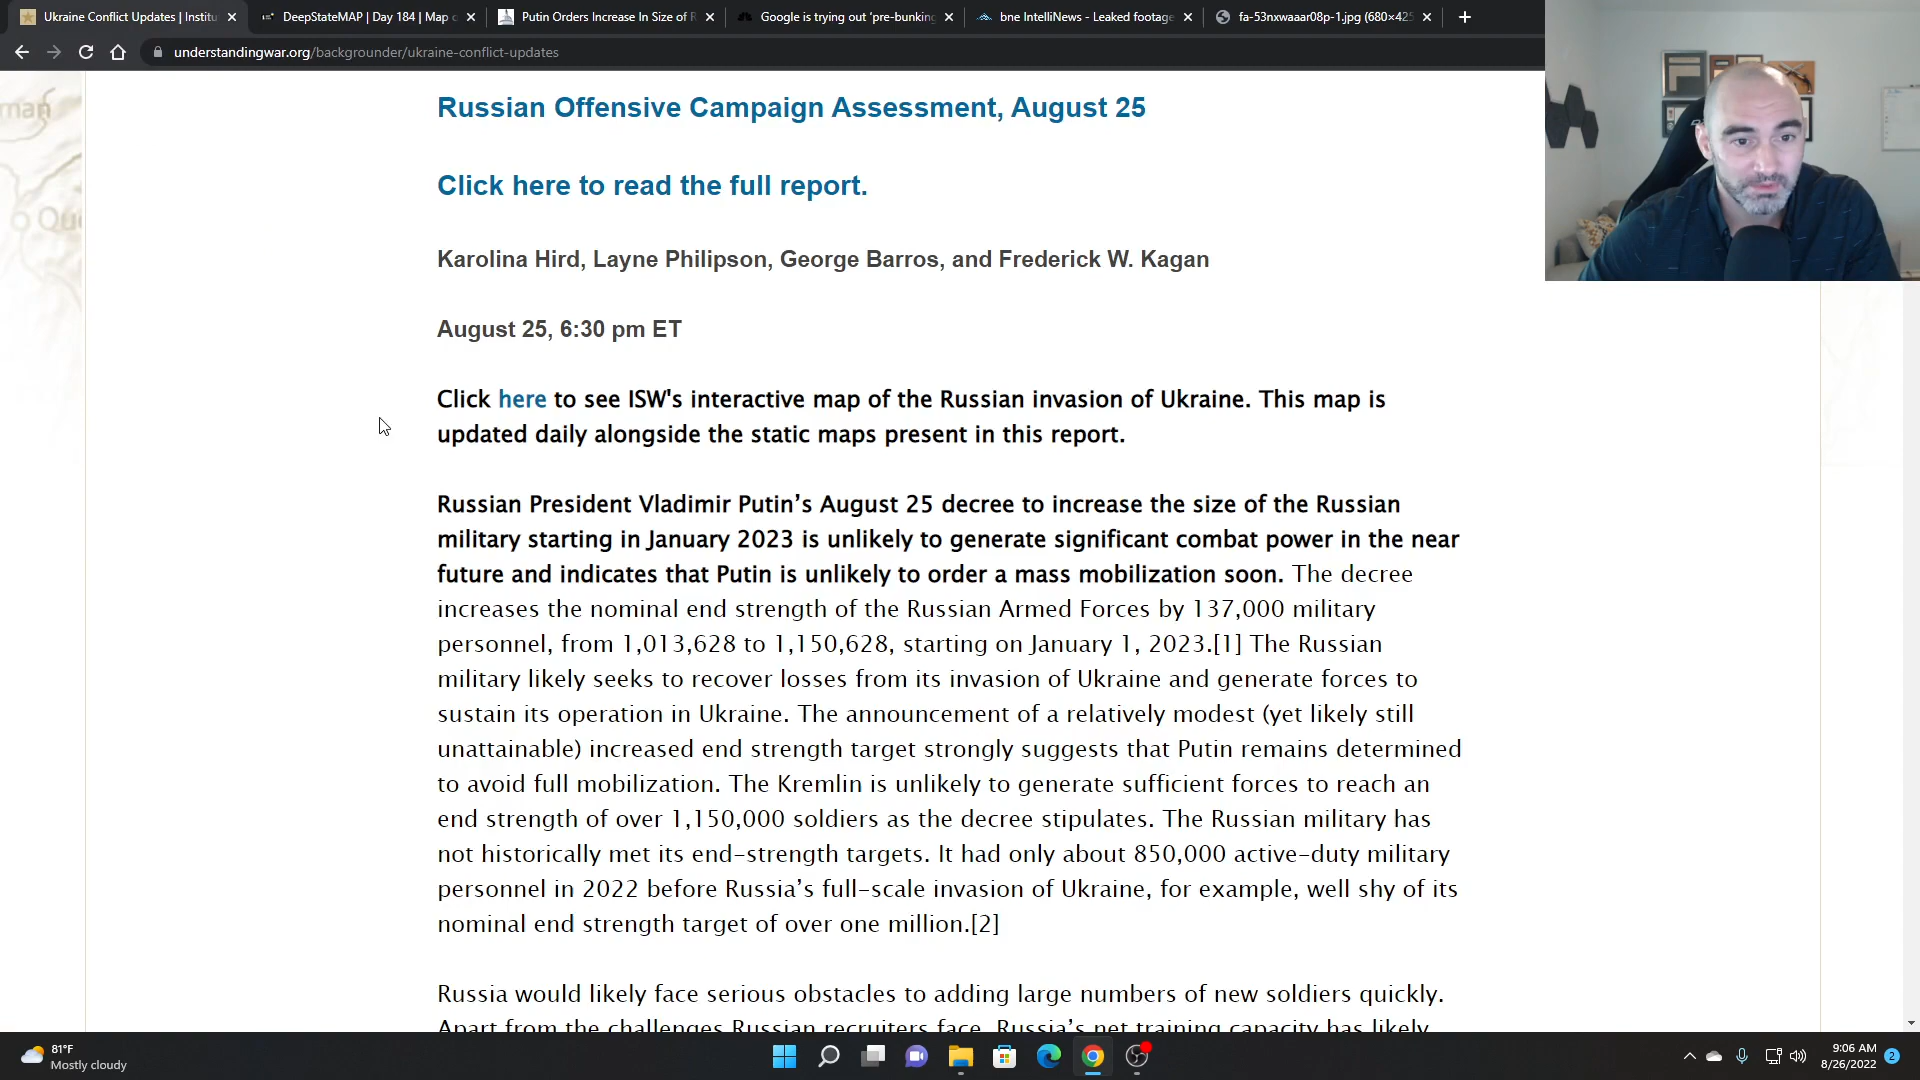 Ukraine Conflict Updates | Institu
DeepStateMAP | Day 184 | Map o
Putin Orders Increase In Size of R
Google is trying out 'pre-bunking
bne IntelliNews - Leaked footage
fa-53nxwaaar08p-1.jpg (680×425
understandingwar.org/backgrounder/ukraine-conflict-updates
Russian Offensive Campaign Assessment, August 25
Click here to read the full report.
Karolina Hird, Layne Philipson, George Barros, and Frederick W. Kagan
August 25, 6:30 pm ET
Click here to see ISW's interactive map of the Russian invasion of Ukraine. This map is
updated daily alongside the static maps present in this report.
Russian President Vladimir Putin’s August 25 decree to increase the size of the Russian
military starting in January 2023 is unlikely to generate significant combat power in the near
future and indicates that Putin is unlikely to order a mass mobilization soon. The decree
increases the nominal end strength of the Russian Armed Forces by 137,000 military
personnel, from 1,013,628 to 1,150,628, starting on January 1, 2023.[1] The Russian
military likely seeks to recover losses from its invasion of Ukraine and generate forces to
sustain its operation in Ukraine. The announcement of a relatively modest (yet likely still
unattainable) increased end strength target strongly suggests that Putin remains determined
to avoid full mobilization. The Kremlin is unlikely to generate sufficient forces to reach an
end strength of over 1,150,000 soldiers as the decree stipulates. The Russian military has
not historically met its end-strength targets. It had only about 850,000 active-duty military
personnel in 2022 before Russia’s full-scale invasion of Ukraine, for example, well shy of its
nominal end strength target of over one million.[2]
Russia would likely face serious obstacles to adding large numbers of new soldiers quickly.
Apart from the challenges Russian recruiters face, Russia’s net training capacity has likely
81°F
Mostly cloudy
9:06 AM
8/26/2022
2